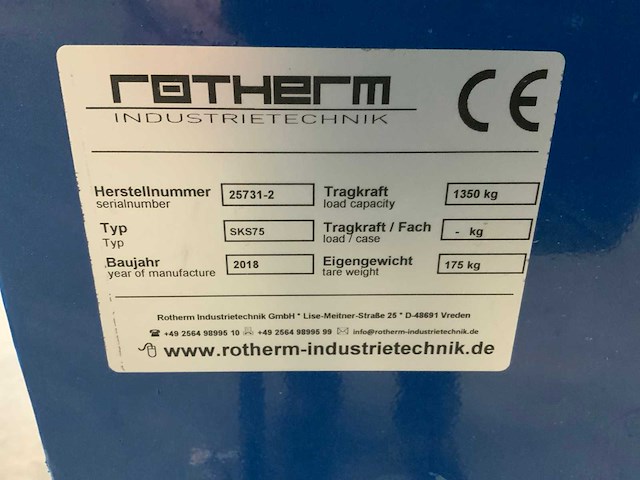 ROTHERM
INDUSTRIETECHNIK
CE
Herstellnummer 25731-2 Tragkraft 1350 kg
serialnumber load capacity
Typ SKS75 Tragkraft / Fach - kg
Typ load / case
Baujahr 2018 Eigengewicht 175 kg
year of manufacture tare weight
Rotherm Industrietechnik GmbH * Lise-Meitner-Straße 25 * D-48691 Vreden
☎ +49 2564 98995 10 +49 2564 98995 99 ✉ info@rotherm-industrietechnik.de
www.rotherm-industrietechnik.de